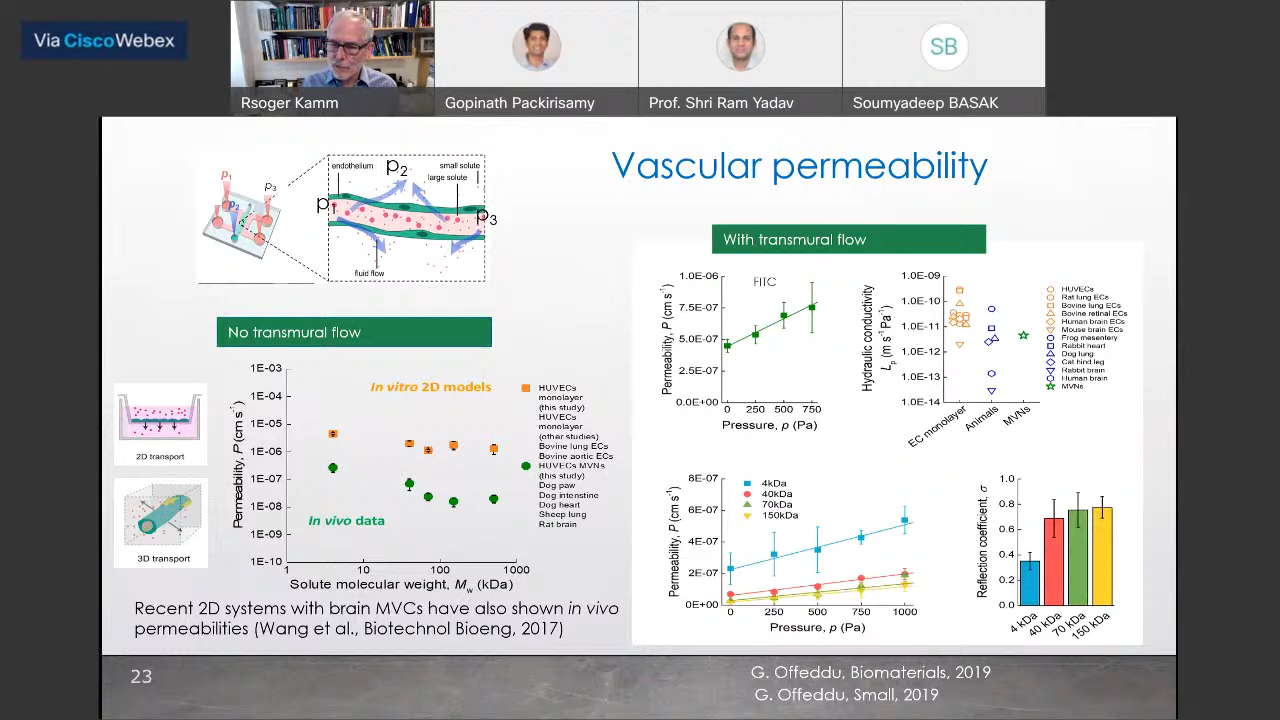 Via CiscoWebex
Rsoger Kamm
Gopinath Packirisamy
Prof. Shri Ram Yadav
SB
Soumyadeep BASAK
Vascular permeability
p1
p2
p3
endothelium
p2
small solute
large solute
p1
p3
fluid flow
No transmural flow
2D transport
3D transport
1E-03
1E-04
1E-05
1E-06
1E-07
1E-08
1E-09
1E-10
1
10
100
1000
Permeability, P(cm s-1)
Solute molecular weight, Mw (kDa)
In vitro 2D models
In vivo data
HUVECs
monolayer
(this study)
HUVECs
monolayer
(other studies)
Bovine lung ECs
Bovine aortic ECs
HUVECs MVNs
(this study)
Dog paw
Dog intenstine
Dog heart
Sheep lung
Rat brain
Recent 2D systems with brain MVCs have also shown in vivo
permeabilities (Wang et al., Biotechnol Bioeng, 2017)
With transmural flow
FITC
1.0E-06
7.5E-07
5.0E-07
2.5E-07
0.0E+00
0
250
500
750
Permeability, P (cm s-1)
Pressure, p (Pa)
1.0E-09
1.0E-10
1.0E-11
1.0E-12
1.0E-13
1.0E-14
Hydraulic conductivity
Lp (m s-1 Pa-1)
EC monolayer
Animals
MVNs
HUVECs
Rat lung ECs
Bovine lung ECs
Bovine retinal ECs
Human brain ECs
Mouse brain ECs
Frog mesentery
Rabbit heart
Dog lung
Cat hind leg
Rabbit brain
Human brain
MVNs
8E-07
6E-07
4E-07
2E-07
0E+00
0
250
500
750
1000
Permeability, P (cm s-1)
Pressure, p (Pa)
4kDa
40kDa
70kDa
150kDa
1.0
0.8
0.6
0.4
0.2
0.0
Reflection coefficient, σ
4 kDa
40 kDa
70 kDa
150 kDa
23
G. Offeddu, Biomaterials, 2019
G. Offeddu, Small, 2019